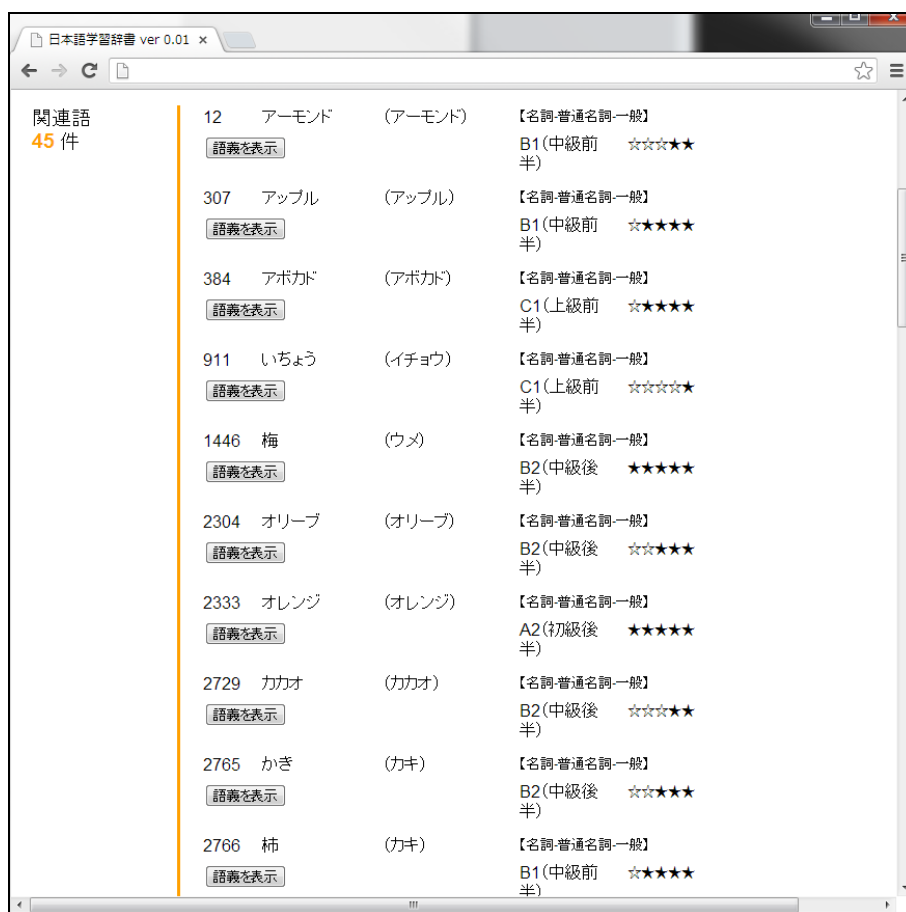 日本語学習辞書 ver 0.01 ×
関連語
45 件
12 アーモンド (アーモンド) 【名詞-普通名詞-一般】
語義を表示 B1(中級前 ☆☆☆★★
半)
307 アップル (アップル) 【名詞-普通名詞-一般】
語義を表示 B1(中級前 ☆★★★★
半)
384 アボカド (アボカド) 【名詞-普通名詞-一般】
語義を表示 C1(上級前 ☆★★★★
半)
911 いちょう (イチョウ) 【名詞-普通名詞-一般】
語義を表示 C1(上級前 ☆☆☆☆★
半)
1446 梅 (ウメ) 【名詞-普通名詞-一般】
語義を表示 B2(中級後 ★★★★★
半)
2304 オリーブ (オリーブ) 【名詞-普通名詞-一般】
語義を表示 B2(中級後 ☆☆★★★
半)
2333 オレンジ (オレンジ) 【名詞-普通名詞-一般】
語義を表示 A2(初級後 ★★★★★
半)
2729 カカオ (カカオ) 【名詞-普通名詞-一般】
語義を表示 B2(中級後 ☆☆☆★★
半)
2765 かき (カキ) 【名詞-普通名詞-一般】
語義を表示 B2(中級後 ☆☆★★★
半)
2766 柿 (カキ) 【名詞-普通名詞-一般】
語義を表示 B1(中級前 ☆★★★★
半)